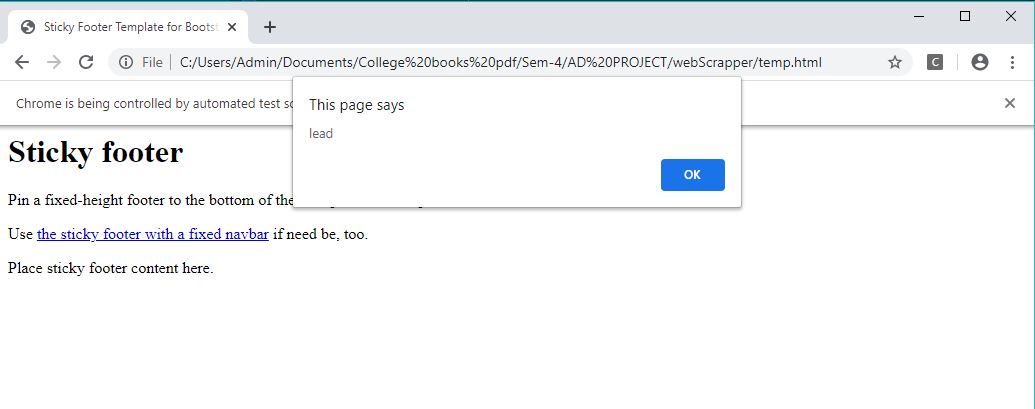 Sticky Footer Template for Bootst
File
C:/Users/Admin/Documents/College%20books%20pdf/Sem-4/AD%20PROJECT/webScrapper/temp.html
C
Chrome is being controlled by automated test
This page says
lead
OK
Sticky footer
Pin a fixed-height footer to the bottom of the
Use the sticky footer with a fixed navbar if need be, too.
Place sticky footer content here.